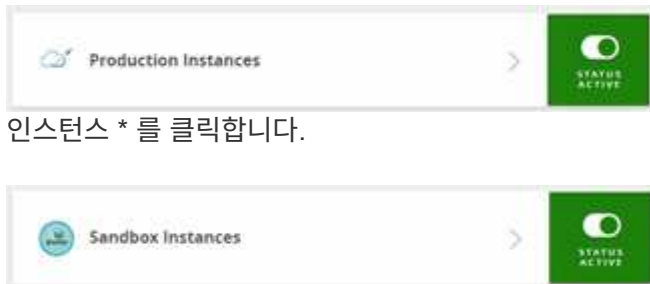 Production Instances
STATUS
ACTIVE
인스턴스 * 를 클릭합니다.
Sandbox Instances
STATUS
ACTIVE